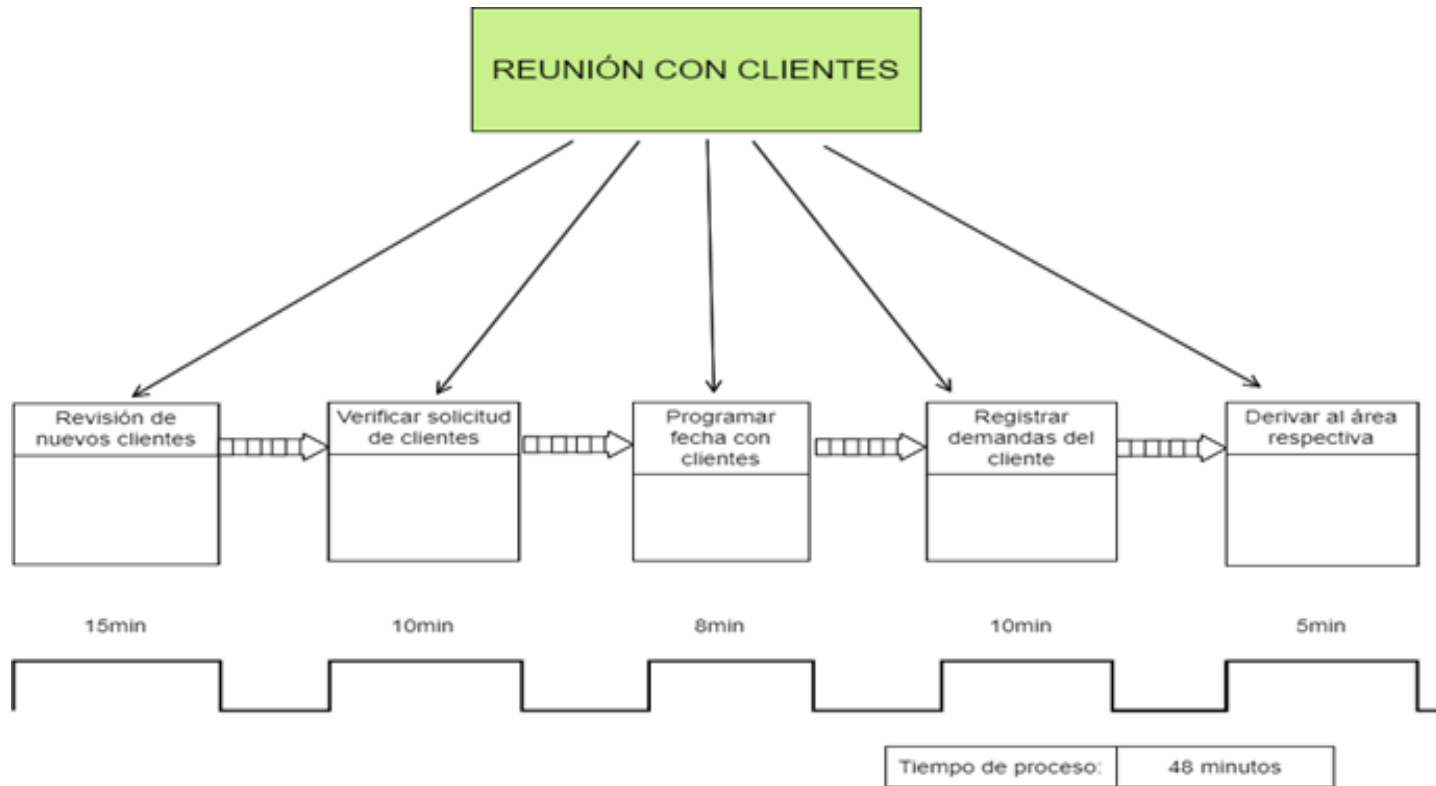 REUNIÓN CON CLIENTES
Revisión de
nuevos clientes
Verificar solicitud
de clientes
Programar
fecha con
clientes
Registrar
demandas del
cliente
Derivar al área
respectiva
15min
10min
8min
10min
5min
Tiempo de proces:
48 minutos